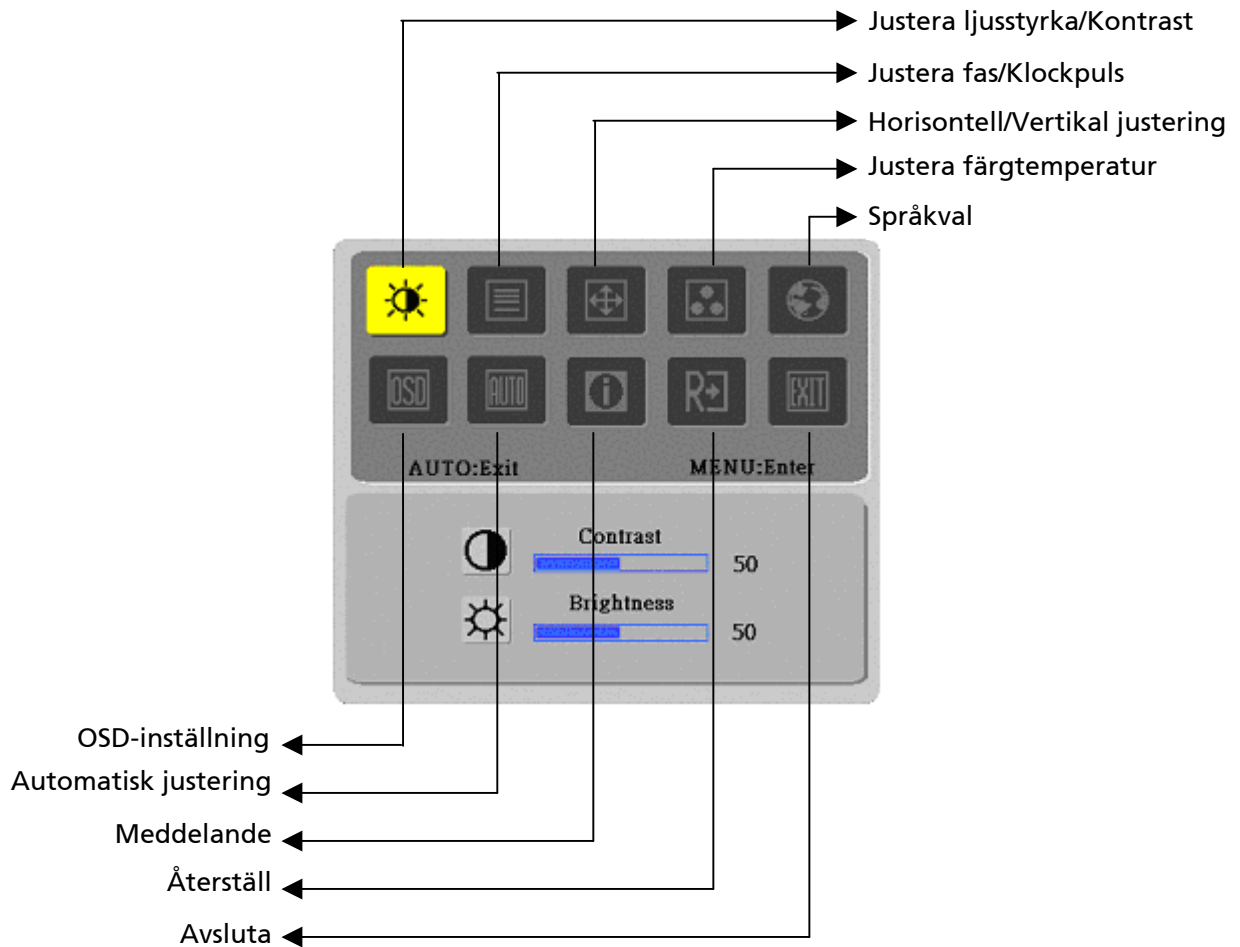 Justera ljusstyrka/Kontrast
Justera fas/Klockpuls
Horisontell/Vertikal justering
Justera färgtemperatur
Språkval
OSD AUTO i R EXIT
AUTO:Exit MENU:Enter
Contrast
50
Brightness
50
OSD-inställning
Automatisk justering
Meddelande
Återställ
Avsluta